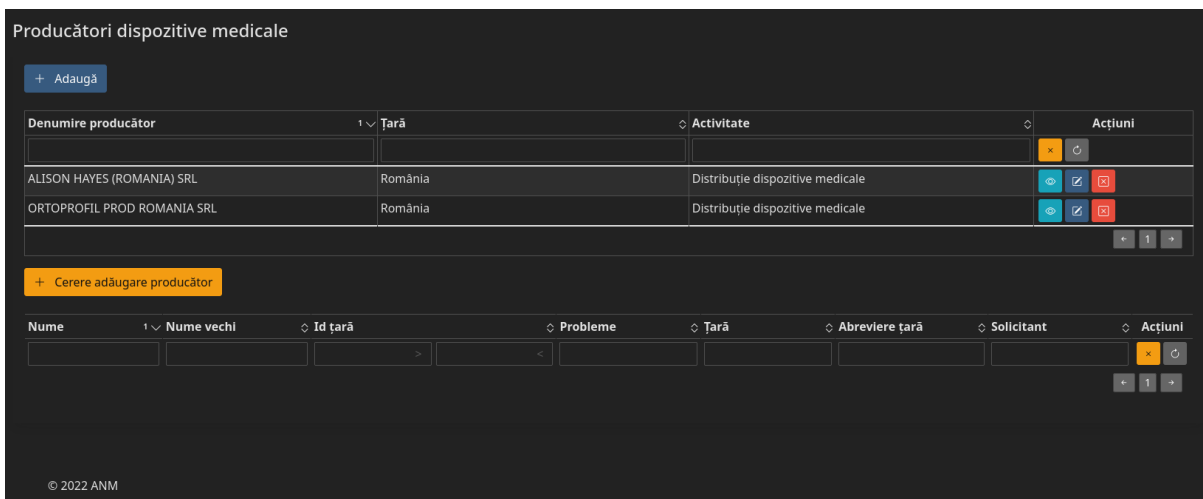 Producători dispozitive medicale
+ Adaugă
Denumire producător 1 Țară Activitate Acțiuni
ALISON HAYES (ROMANIA) SRL România Distribuție dispozitive medicale
ORTOPROFIL PROD ROMANIA SRL România Distribuție dispozitive medicale
← 1 →
+ Cerere adăugare producător
Nume 1 Nume vechi Id țară Probleme Țară Abreviere țară Solicitant Acțiuni
> <
← 1 →
© 2022 ANM